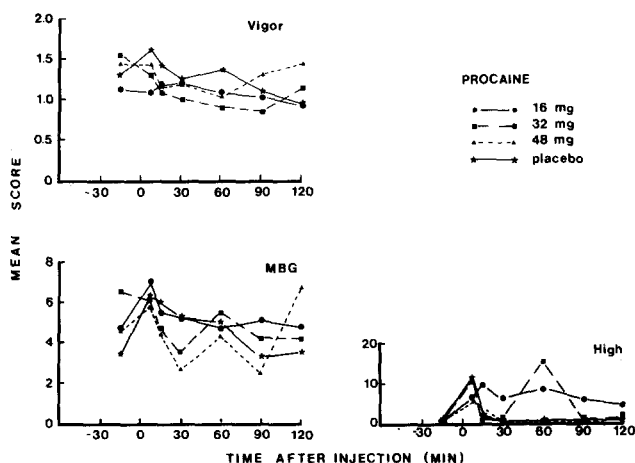 Vigor
2.0
1.5
1.0
0.5
0
-30 0 30 60 90 120
PROCAINE
16 mg
32 mg
48 mg
placebo
MEAN SCORE
MBG
8
6
4
2
0
-30 0 30 60 90 120
High
20
10
0
-30 0 30 60 90 120
TIME AFTER INJECTION (MIN)